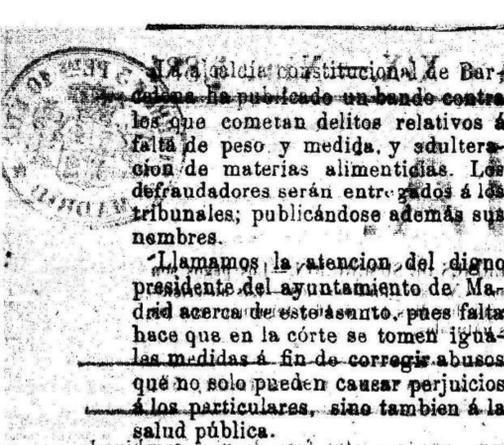 La alcaldía constitucional de Bar-
celona ha publicado un bando contra
los que cometan delitos relativos á
falta de peso y medida, y adultera-
cion de materias alimenticias. Los
defraudadores serán entregados á los
tribunales; publicándose además sus
nombres.
Llamamos la atencion del digno
presidente del ayuntamiento de Ma-
drid acerca de este asunto, pues falta
hace que en la córte se tomen igua-
les medidas á fin de corregir abusos
que no solo pueden causar perjuicios
á los particulares, sino tambien á la
salud pública.